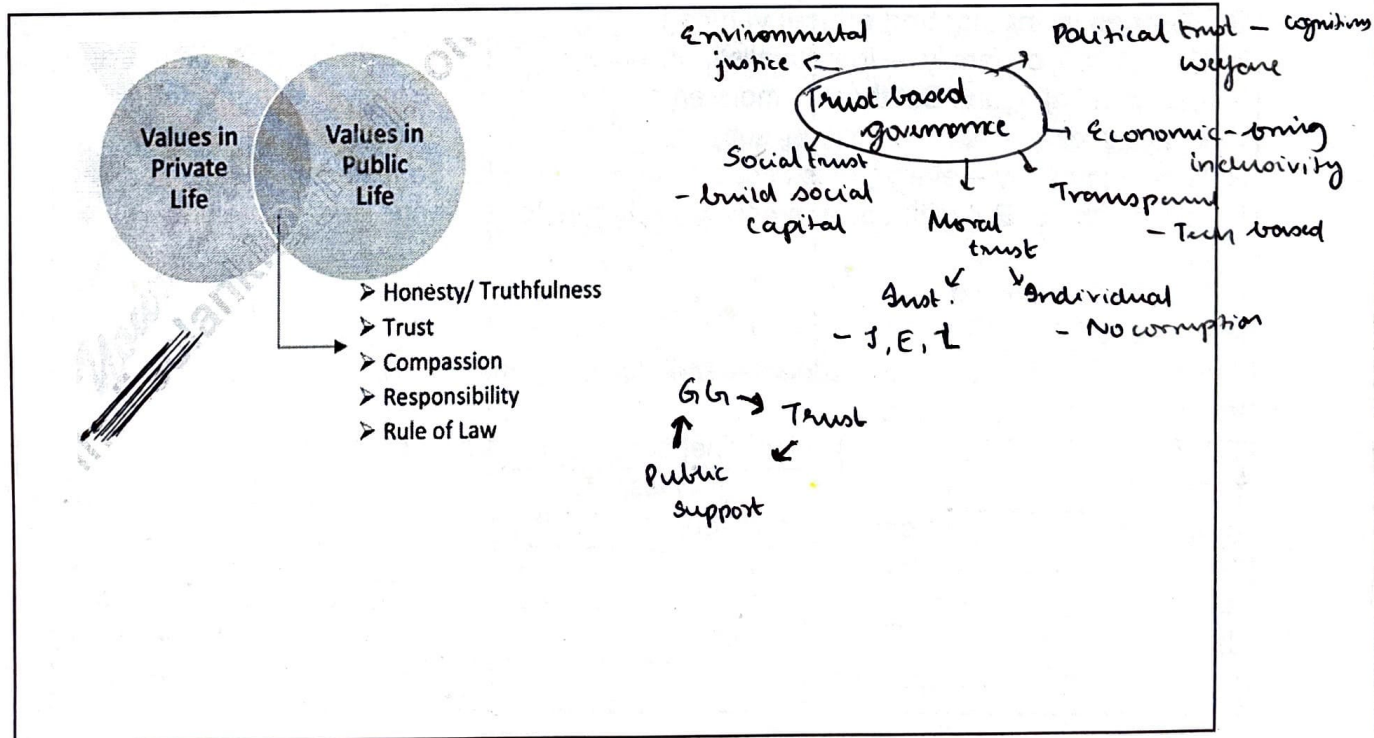 Values in
Private
Life
Values in
Public
Life
➢ Honesty/ Truthfulness
➢ Trust
➢ Compassion
➢ Responsibility
➢ Rule of Law
Environmental
justice
Political trust - cognitive
welfare
Trust based
governance
Economic - bring
inclusivity
Social trust
- build social
capital
Transparent
- Tech based
Moral
trust
Inst.
- J, E, L
Individual
- No corruption
GG → Trust
Public
support